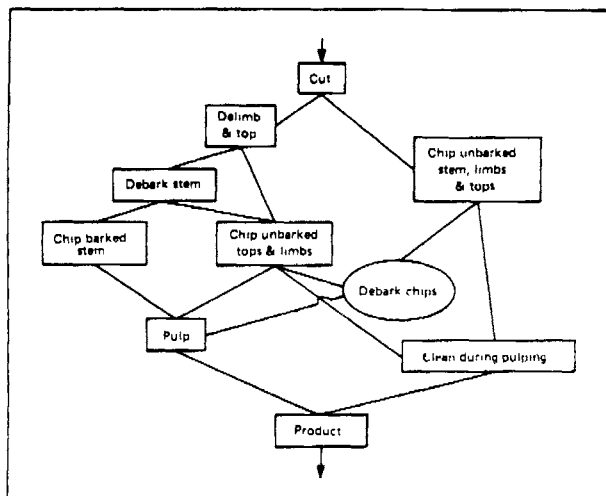 Cut
Delimb
& top
Chip unbarked
stem, limbs
& tops
Debark stem
Chip barked
stem
Chip unbarked
tops & limbs
Debark chips
Pulp
Clean during pulping
Product